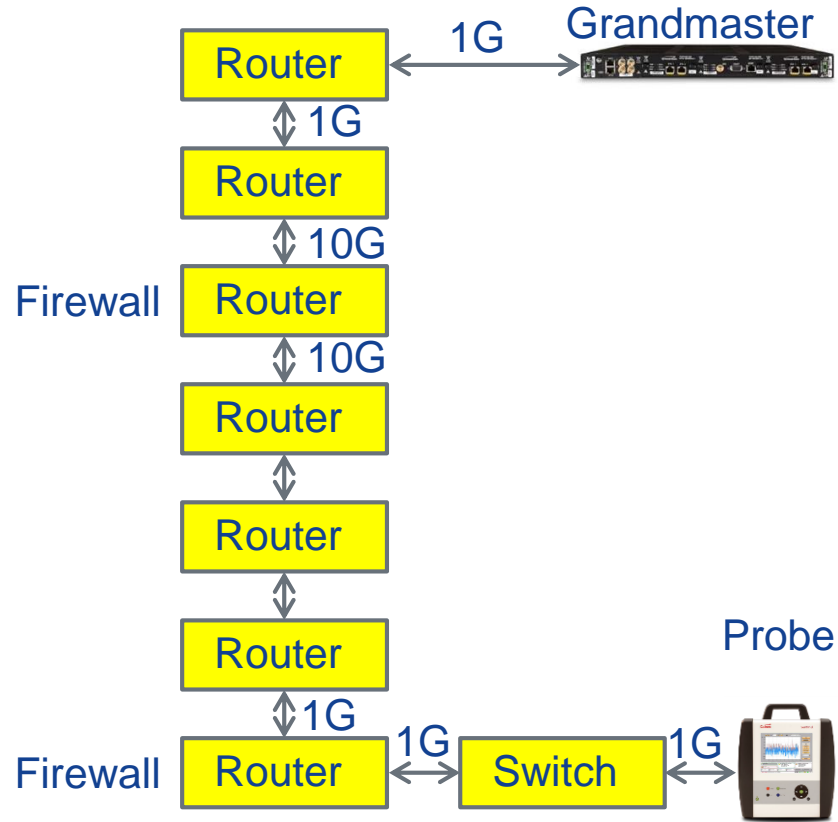 Grandmaster
1G
Router
1G
Router
10G
Firewall
Router
10G
Router
Router
Router
Probe
1G
Firewall
Router
1G
Switch
1G